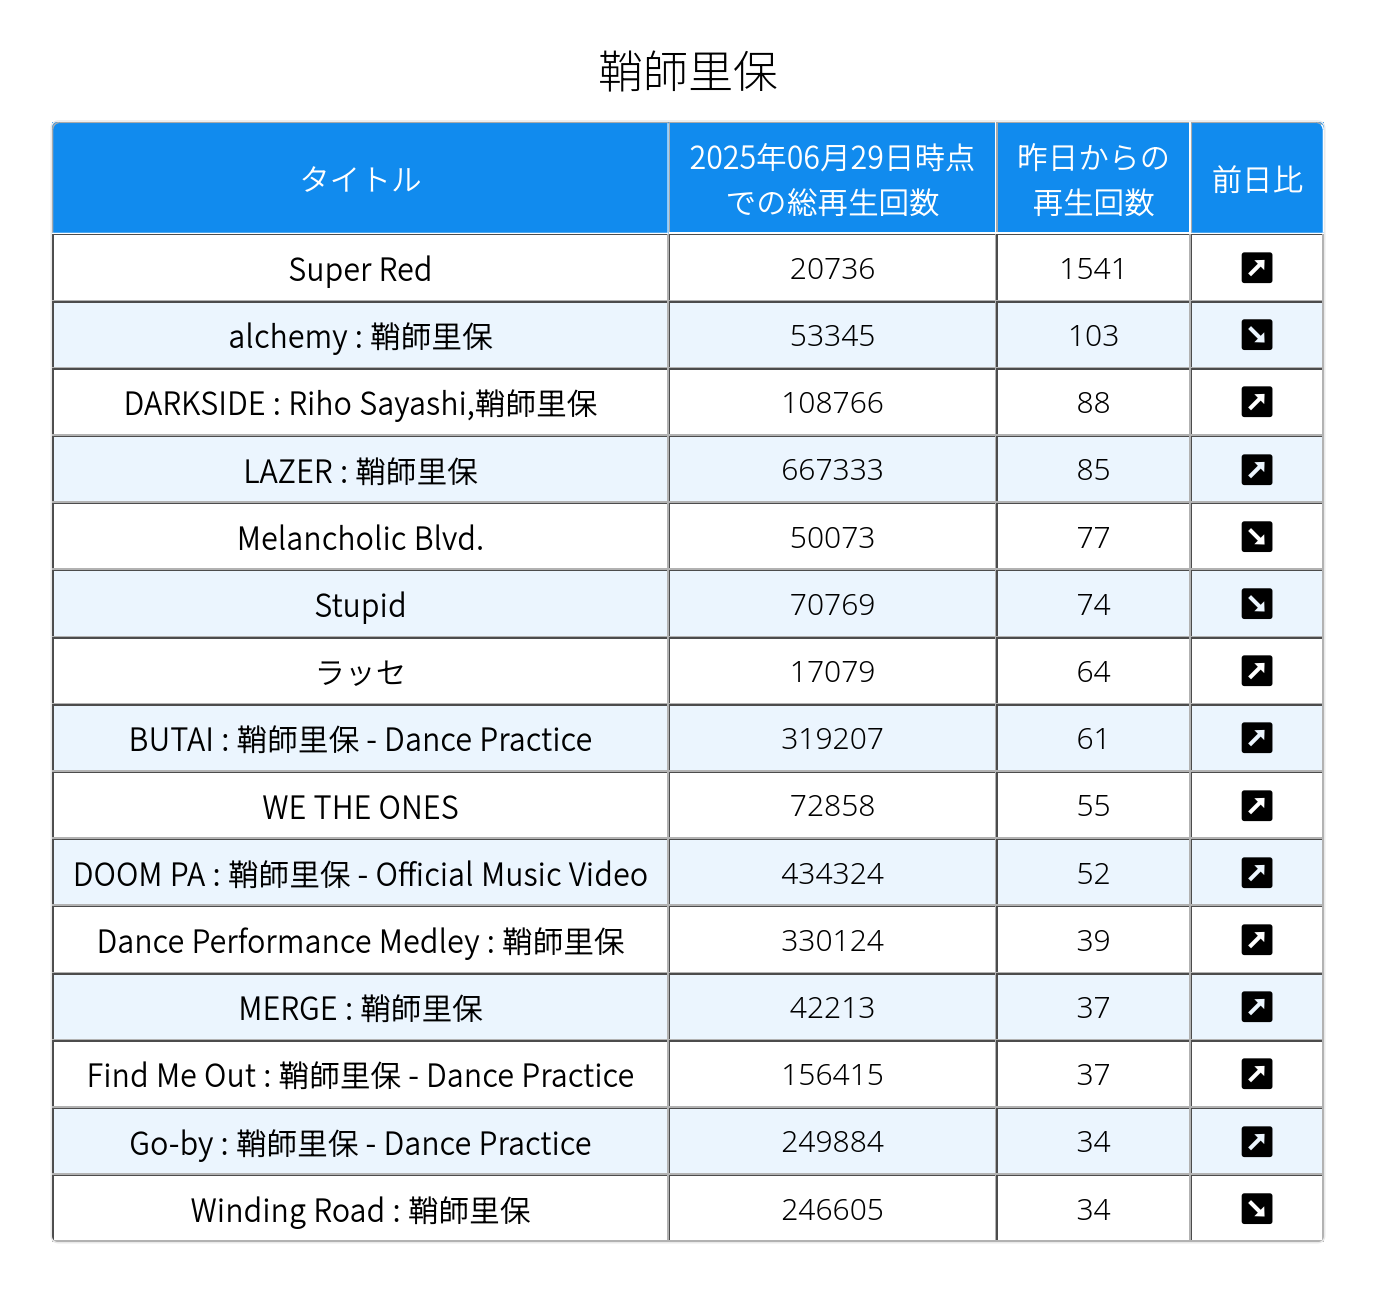 鞘師里保
タイトル 2025年06月29日時点での総再生回数 昨日からの再生回数 前日比
Super Red 20736 1541 ↗
alchemy : 鞘師里保 53345 103 ↘
DARKSIDE : Riho Sayashi,鞘師里保 108766 88 ↗
LAZER : 鞘師里保 667333 85 ↗
Melancholic Blvd. 50073 77 ↘
Stupid 70769 74 ↘
ラッセ 17079 64 ↗
BUTAI : 鞘師里保 - Dance Practice 319207 61 ↗
WE THE ONES 72858 55 ↗
DOOM PA : 鞘師里保 - Official Music Video 434324 52 ↗
Dance Performance Medley : 鞘師里保 330124 39 ↗
MERGE : 鞘師里保 42213 37 ↗
Find Me Out : 鞘師里保 - Dance Practice 156415 37 ↗
Go-by : 鞘師里保 - Dance Practice 249884 34 ↗
Winding Road : 鞘師里保 246605 34 ↘